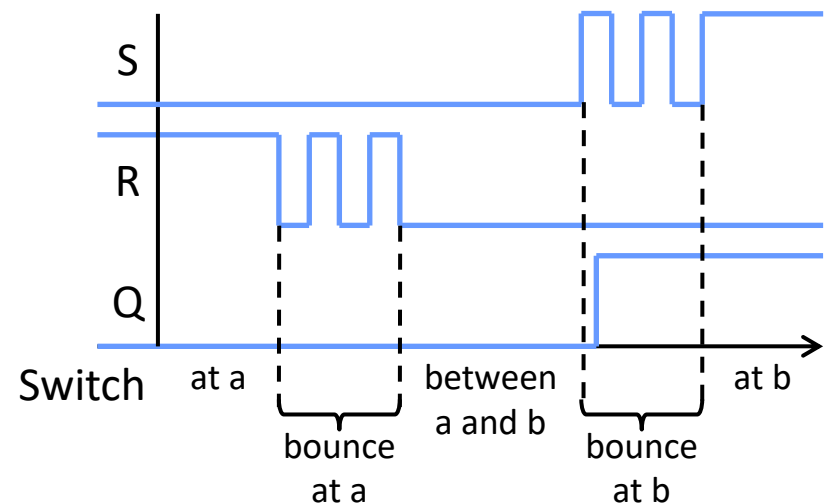 S
R
Q
Switch
at a
between
a and b
at b
bounce
at a
bounce
at b